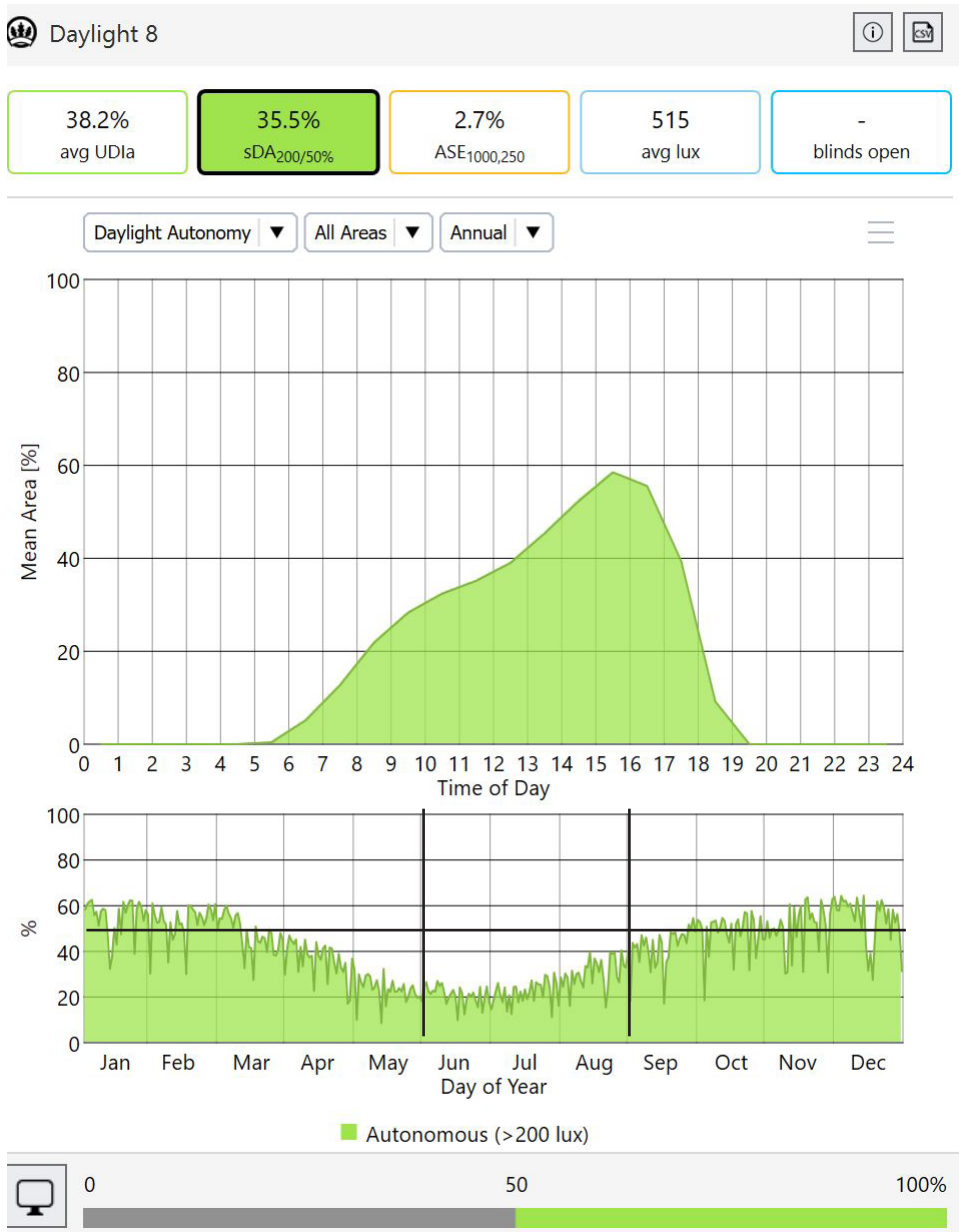 Daylight 8
CSV
38.2% 35.5% 2.7% 515 -
avg UDIa sDA200/50% ASE1000,250 avg lux blinds open
Daylight Autonomy ▼ All Areas ▼ Annual ▼
100
80
60
40
20
0
Mean Area [%]
0 1 2 3 4 5 6 7 8 9 10 11 12 13 14 15 16 17 18 19 20 21 22 23 24
Time of Day
100
80
60
40
20
0
%
Jan Feb Mar Apr May Jun Jul Aug Sep Oct Nov Dec
Day of Year
Autonomous (>200 lux)
0 50 100%